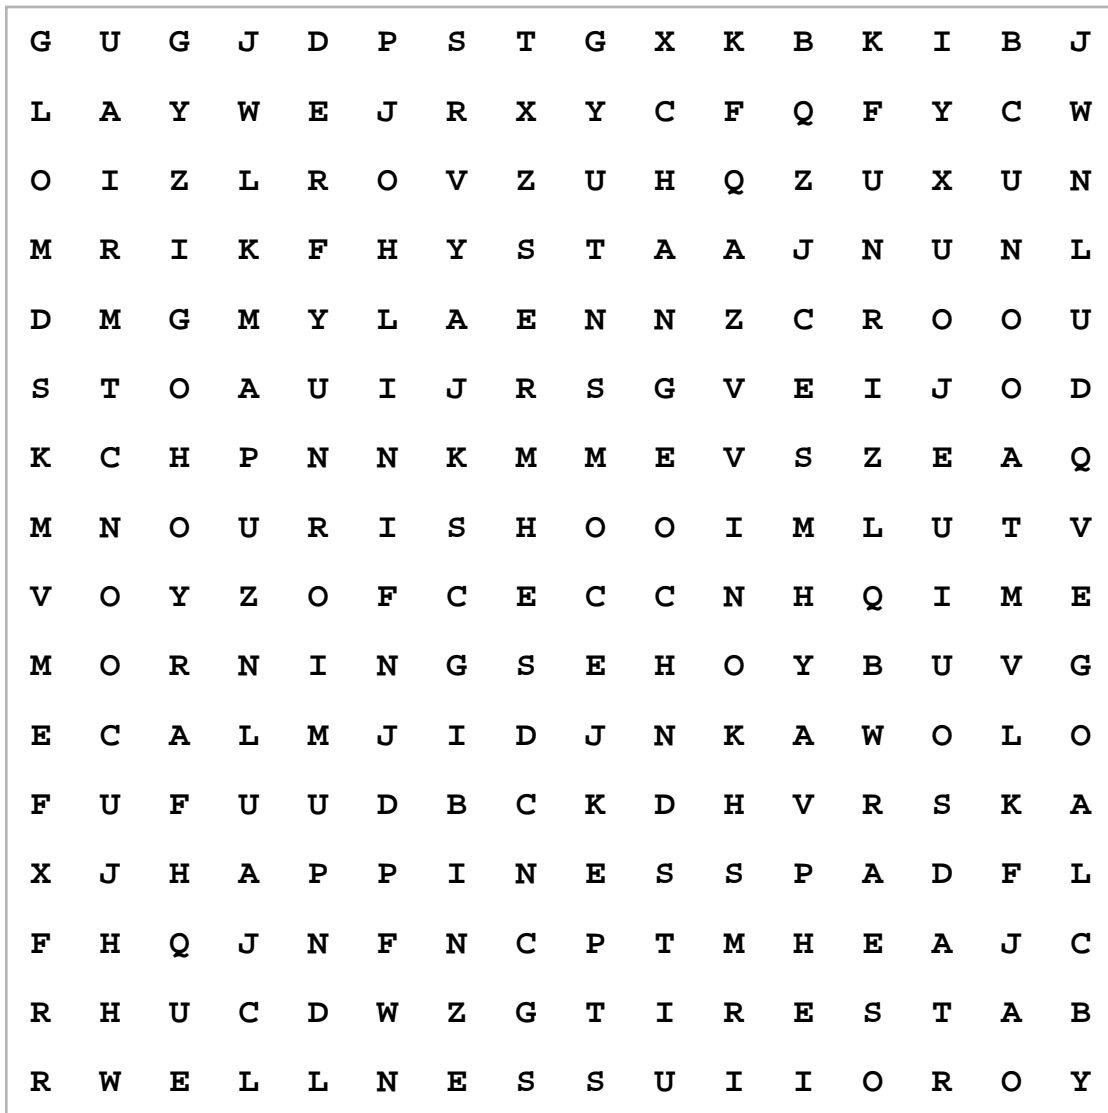 G U G J D P S T G X K B K I B J
L A Y W E J R X Y C F Q F Y C W
O I Z L R O V Z U H Q Z U X U N
M R I K F H Y S T A A J N U N L
D M G M Y L A E N N Z C R O O U
S T O A U I J R S G V E I J O D
K C H P N N K M M E V S Z E A Q
M N O U R I S H O O I M L U T V
V O Y Z O F C E C C N H Q I M E
M O R N I N G S E H O Y B U V G
E C A L M J I D J N K A W O L O
F U F U U D B C K D H V R S K A
X J H A P P I N E S S P A D F L
F H Q J N F N C P T M H E A J C
R H U C D W Z G T I R E S T A B
R W E L L N E S S U I I O R O Y